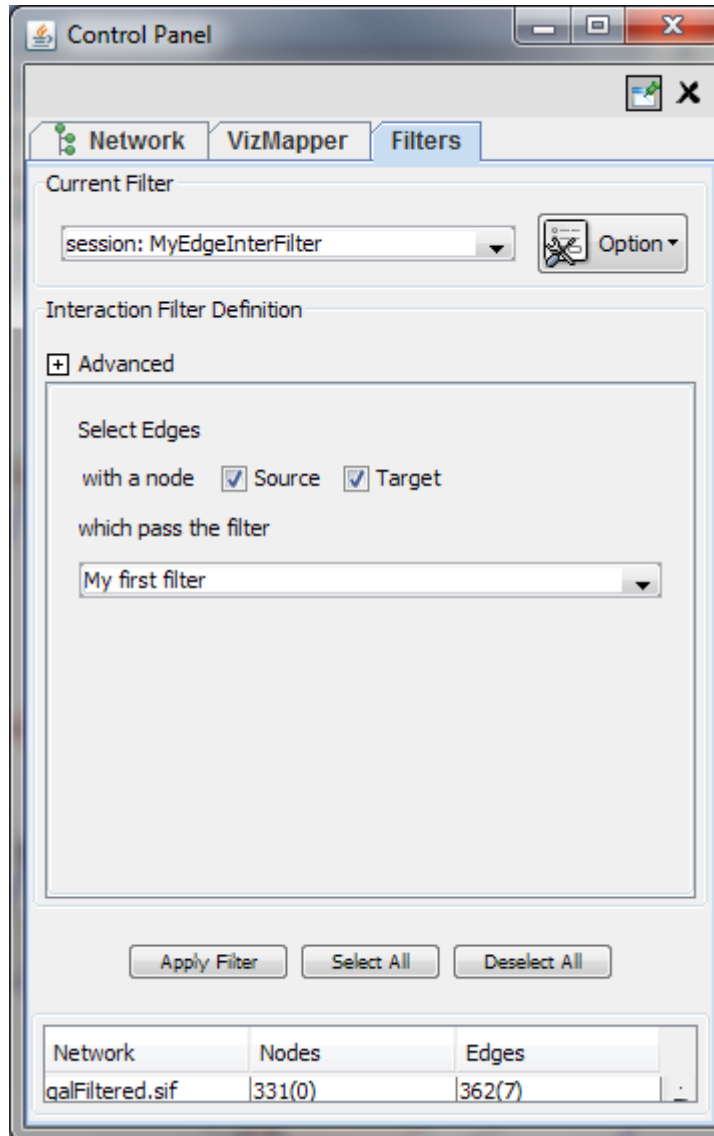 Control Panel
Network VizMapper Filters
Current Filter
session: MyEdgeInterFilter Option
Interaction Filter Definition
Advanced
Select Edges
with a node Source Target
which pass the filter
My first filter
Apply Filter Select All Deselect All
Network Nodes Edges
galFiltered.sif 331(0) 362(7)